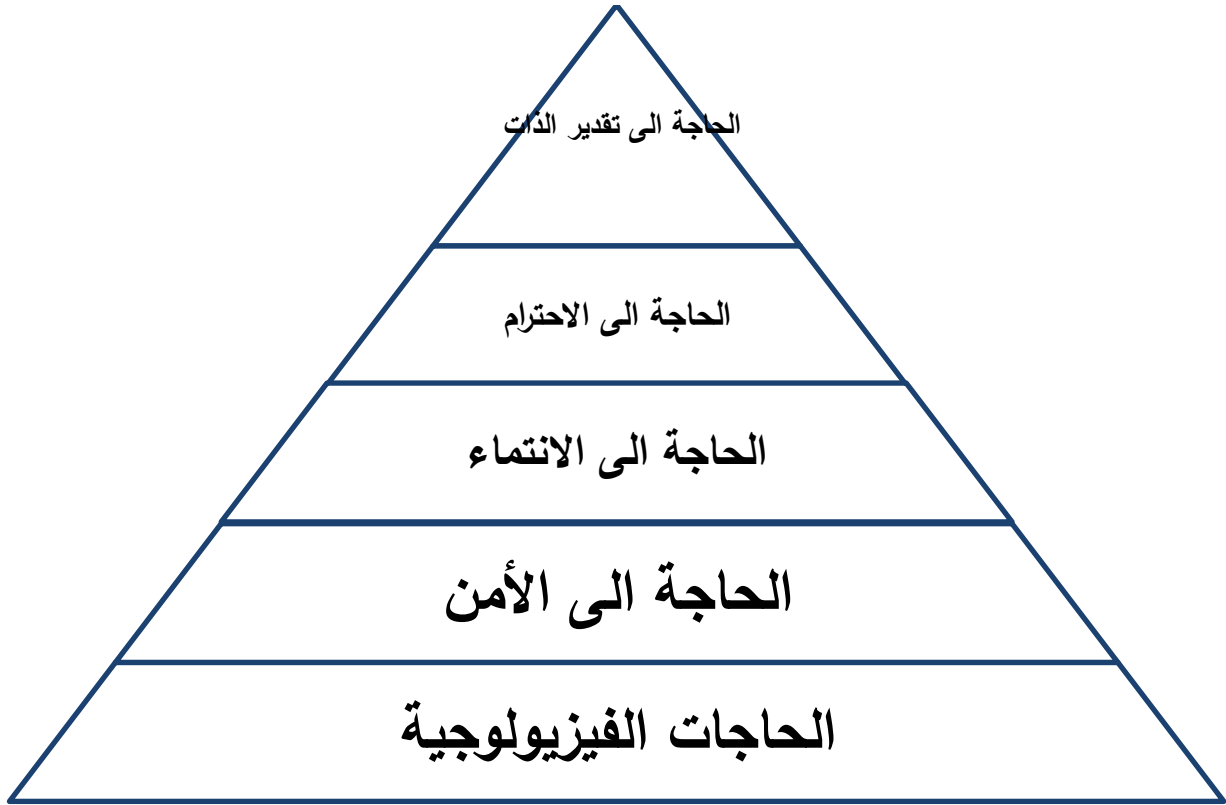 الحاجة الى تقدير الذات
الحاجة الى الاحترام
الحاجة الى الانتماء
الحاجة الى الأمن
الحاجات الفيزيولوجية